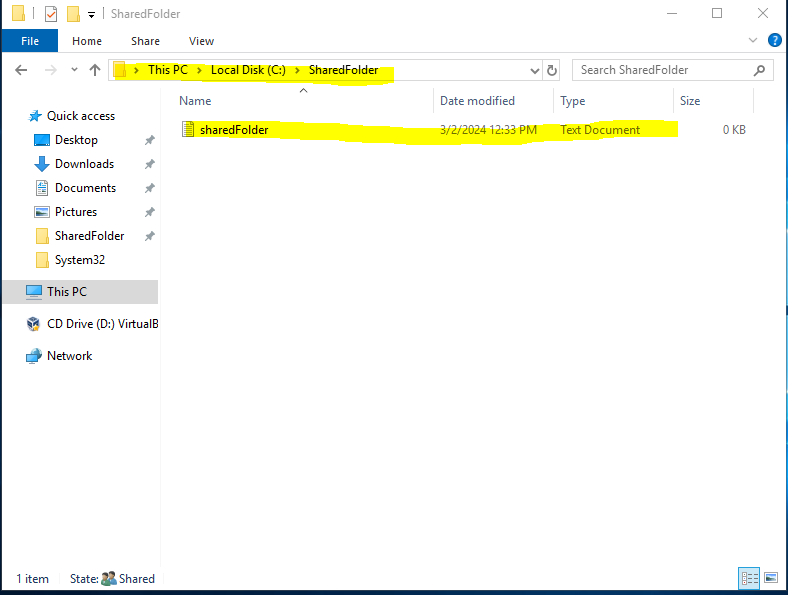 SharedFolder
File Home Share View
This PC Local Disk (C:) SharedFolder Search SharedFolder
Name Date modified Type Size
sharedFolder 3/2/2024 12:33 PM Text Document 0 KB
Quick access
Desktop
Downloads
Documents
Pictures
SharedFolder
System32
This PC
CD Drive (D:) VirtualB
Network
1 item State: Shared